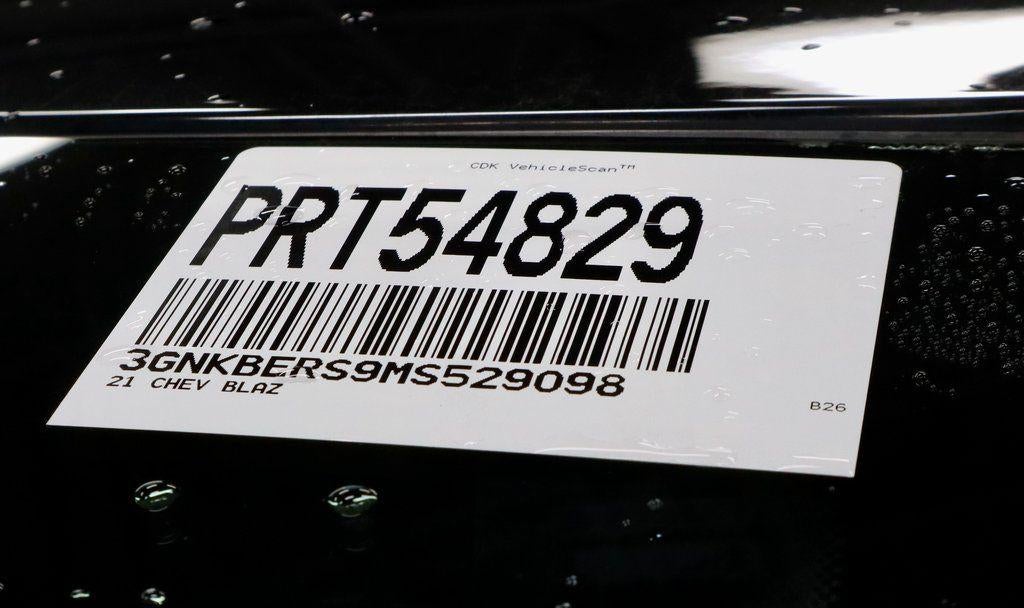 CDK VehicleScan™
PRT54829
3GNKBERS9MS529098
21 CHEV BLAZ
B26